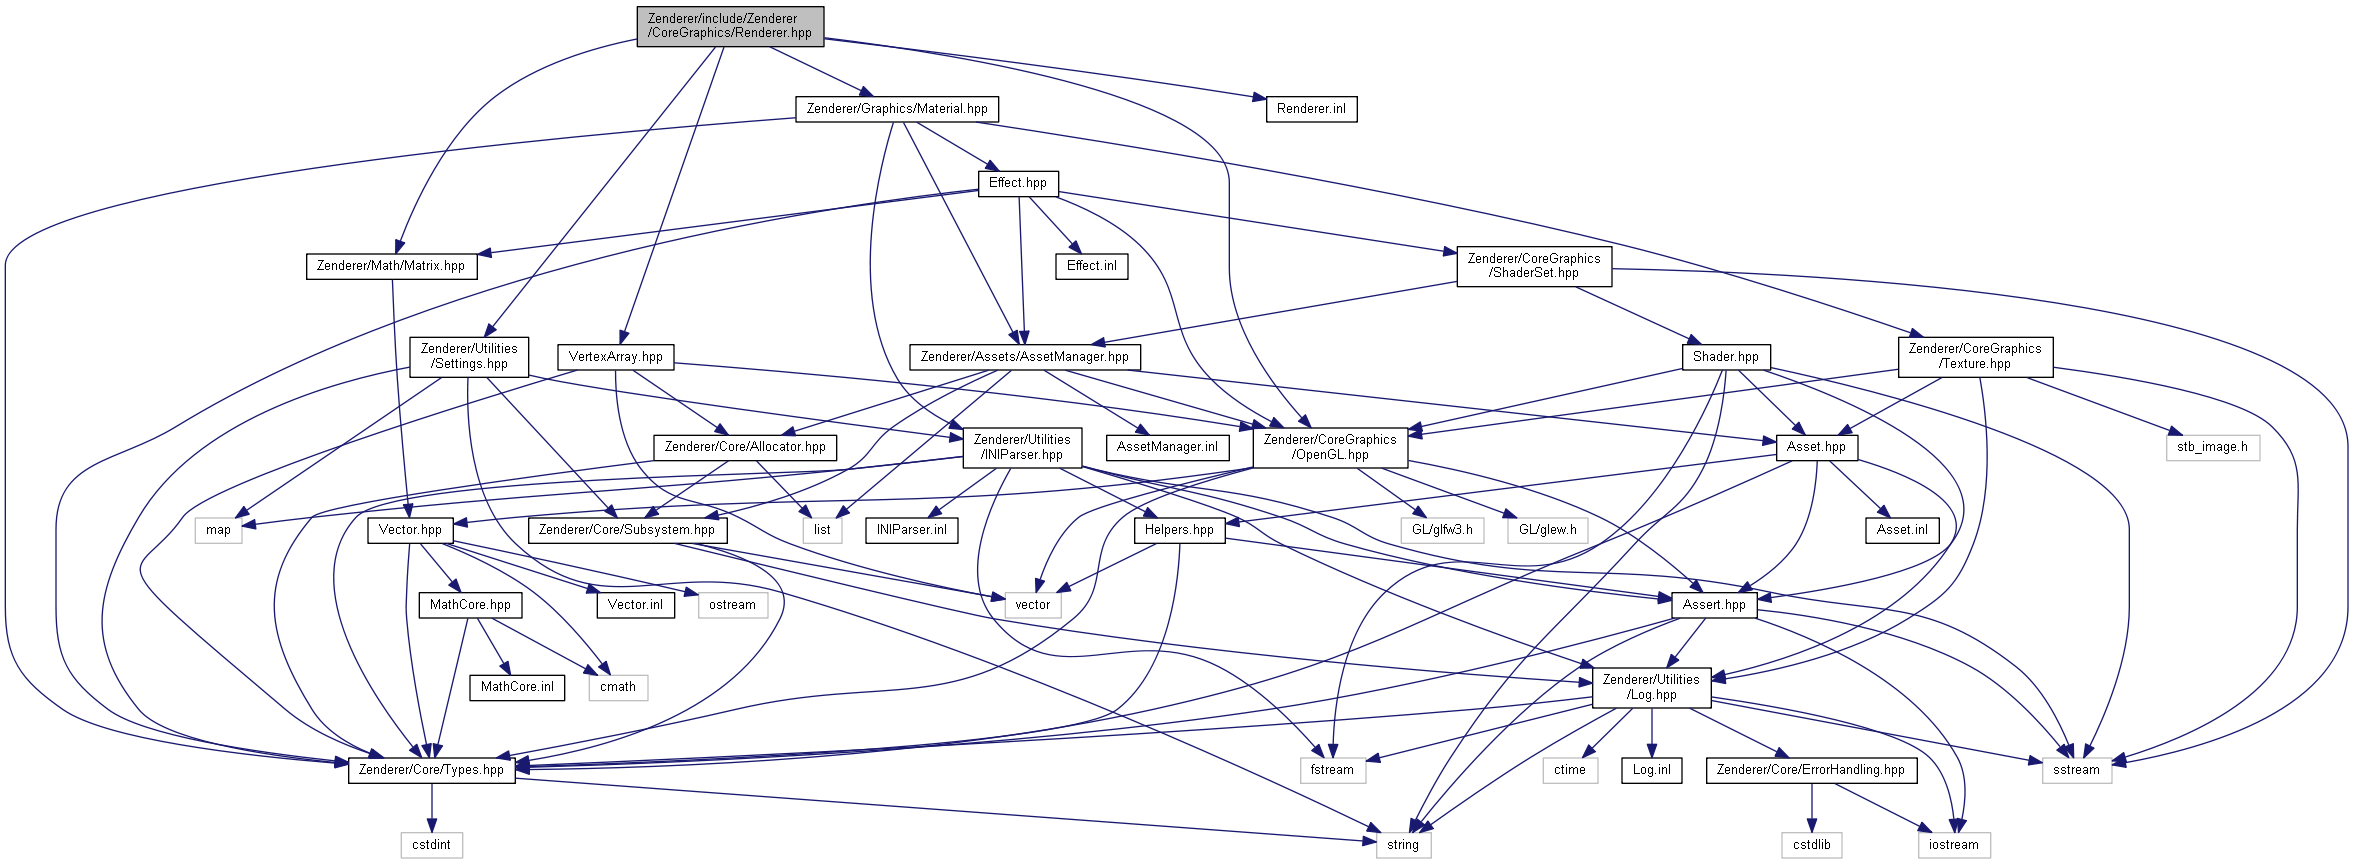 Zenderer/include/Zenderer
/CoreGraphics/Renderer.hpp
Zenderer/Graphics/Material.hpp
Renderer.inl
Effect.hpp
Zenderer/Math/Matrix.hpp
Effect.inl
Zenderer/CoreGraphics
/ShaderSet.hpp
Zenderer/Utilities
/Settings.hpp
VertexArray.hpp
Zenderer/Assets/AssetManager.hpp
Shader.hpp
Zenderer/CoreGraphics
/Texture.hpp
Zenderer/Core/Allocator.hpp
Zenderer/Utilities
/INIParser.hpp
AssetManager.inl
Zenderer/CoreGraphics
/OpenGL.hpp
Asset.hpp
stb_image.h
map
Vector.hpp
Zenderer/Core/Subsystem.hpp
list
INIParser.inl
Helpers.hpp
GL/glfw3.h
GL/glew.h
Asset.inl
MathCore.hpp
Vector.inl
ostream
vector
Assert.hpp
MathCore.inl
cmath
Zenderer/Utilities
/Log.hpp
Zenderer/Core/Types.hpp
fstream
ctime
Log.inl
Zenderer/Core/ErrorHandling.hpp
sstream
cstdint
string
cstdlib
iostream